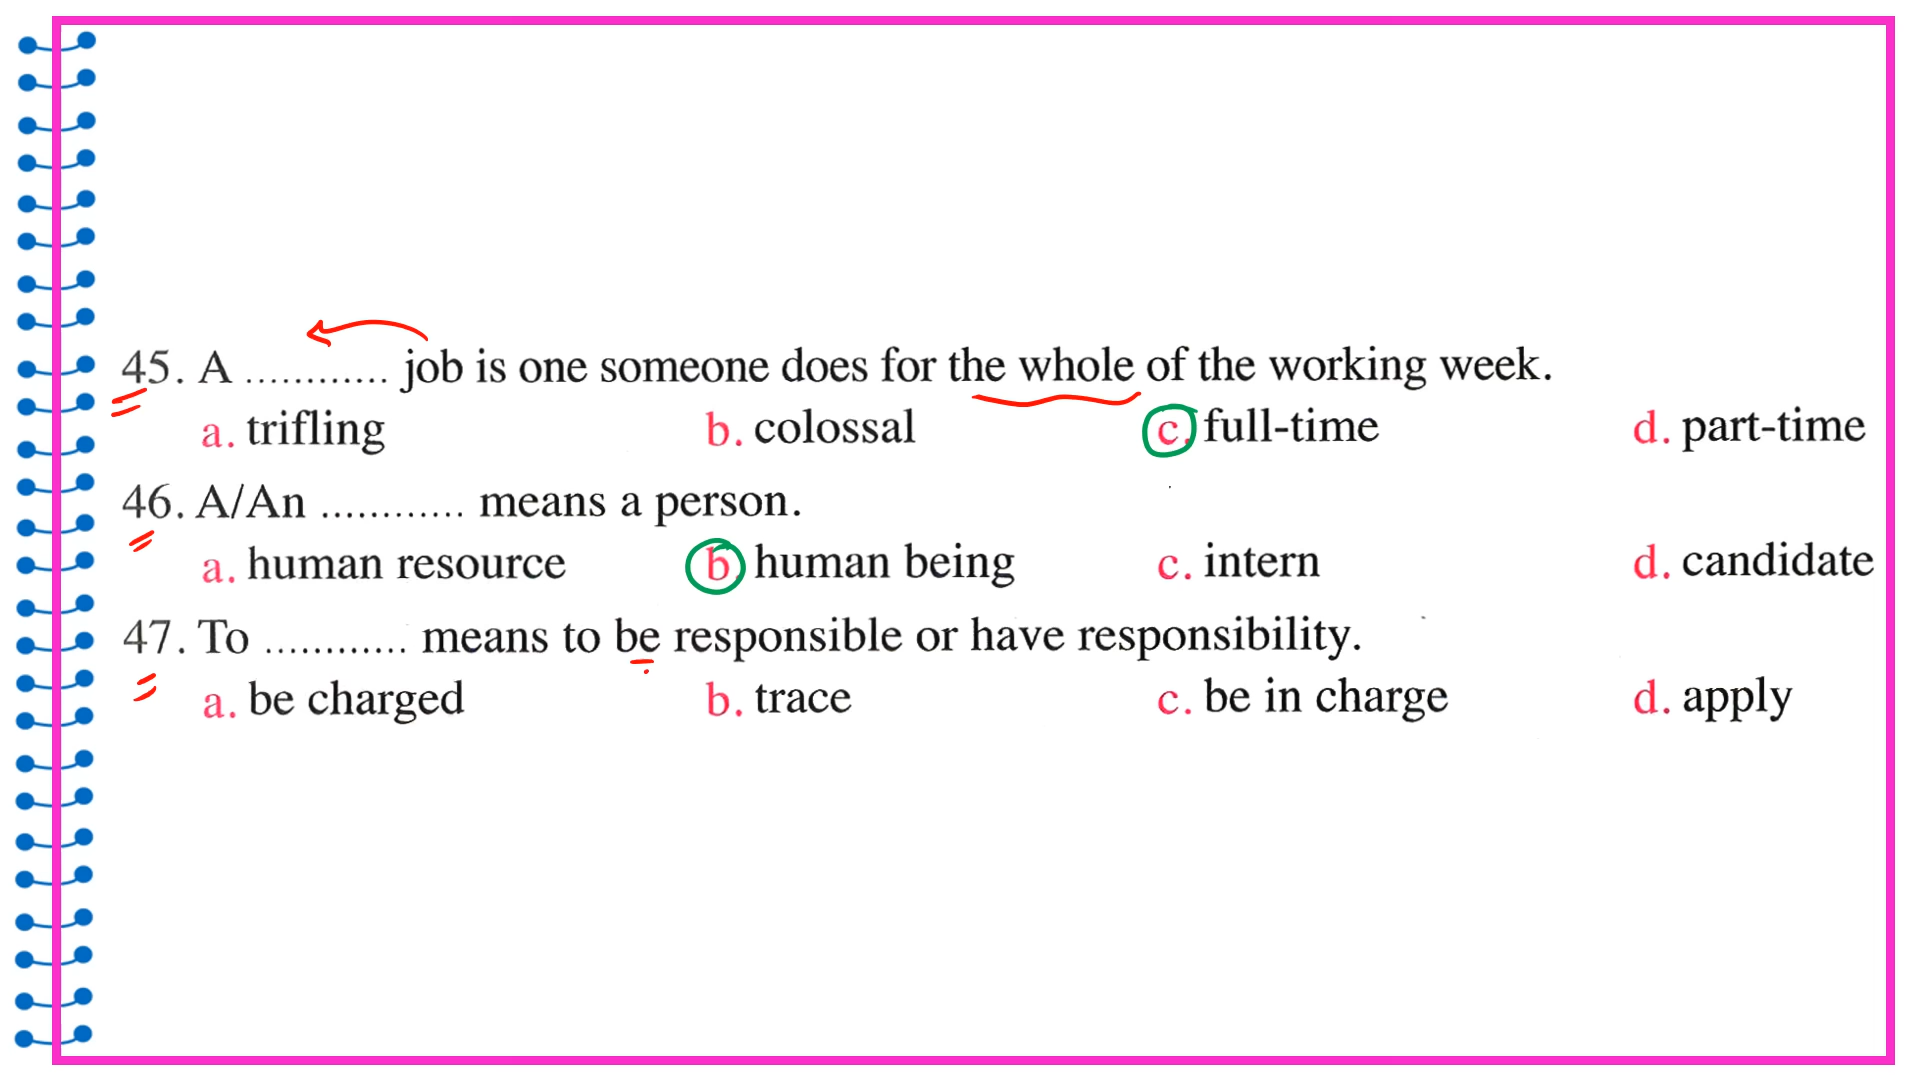 45. A ............ job is one someone does for the whole of the working week.
a. trifling b. colossal c. full-time d. part-time
46. A/An ............ means a person.
a. human resource b. human being c. intern d. candidate
47. To ............ means to be responsible or have responsibility.
a. be charged b. trace c. be in charge d. apply